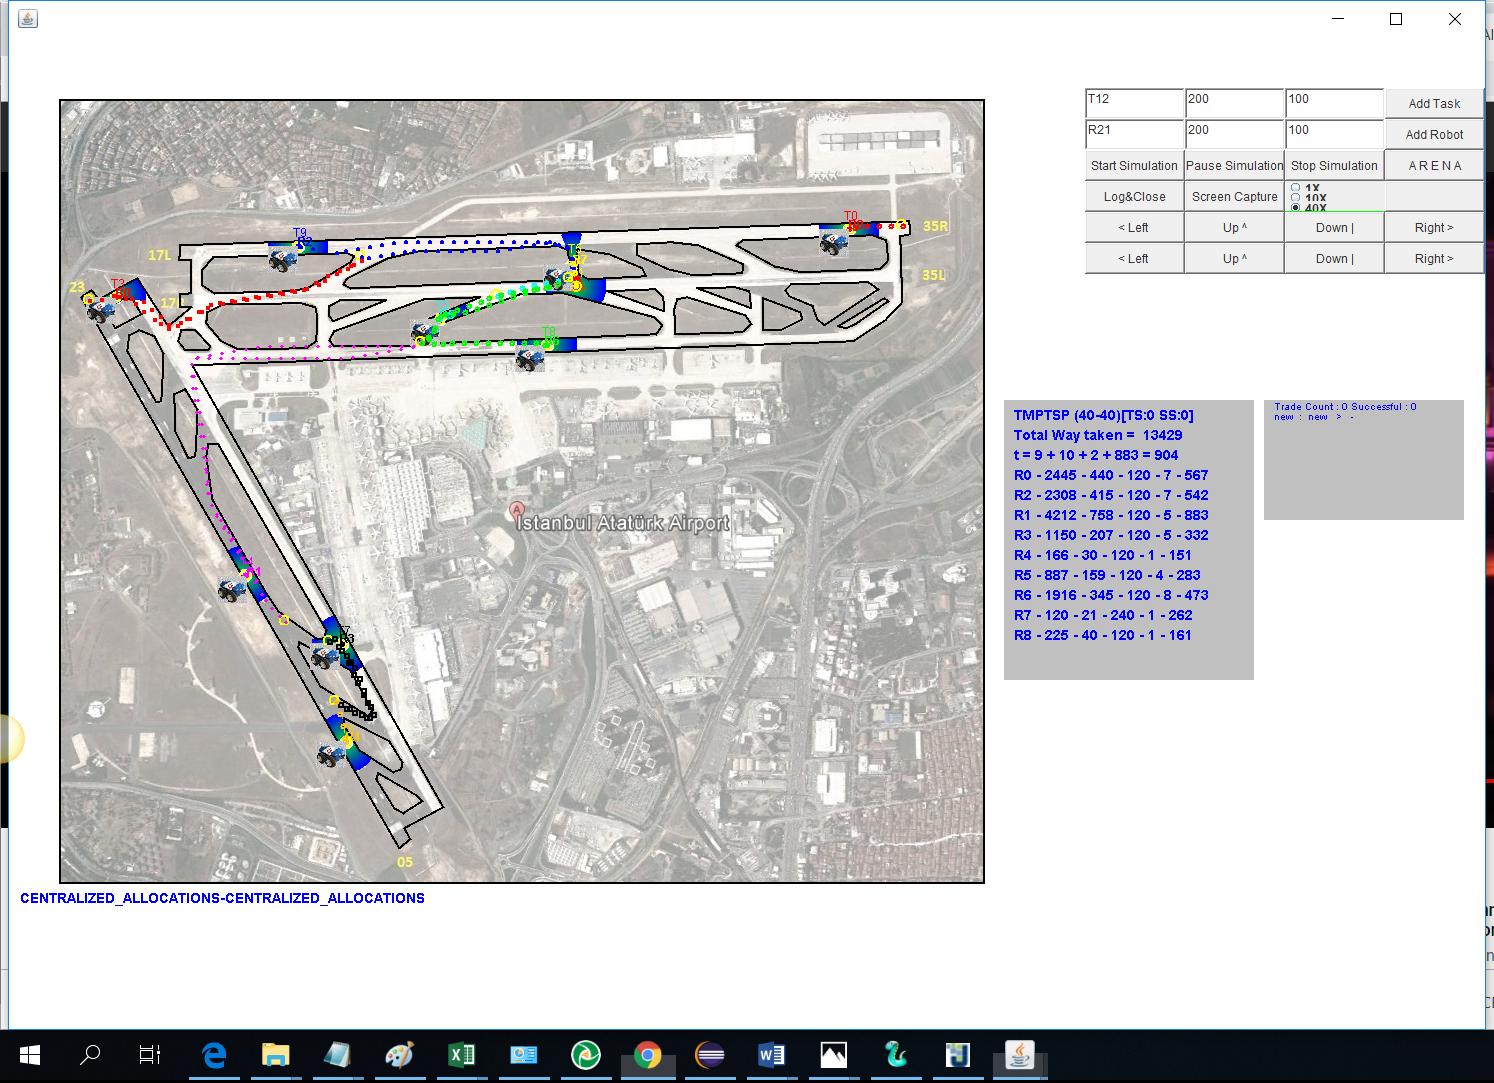 T12 200 100 Add Task
R21 200 100 Add Robot
Start Simulation Pause Simulation Stop Simulation A R E N A
Log&Close Screen Capture 1X
10X
40X
< Left Up ^ Down | Right >
< Left Up ^ Down | Right >
T0
35R
T9
17L
35L
23
T8
Trade Count : 0 Successful : 0
new : new > -
TMPTSP (40-40)[TS:0 SS:0]
Total Way taken = 13429
t = 9 + 10 + 2 + 883 = 904
R0 - 2445 - 440 - 120 - 7 - 567
R2 - 2308 - 415 - 120 - 7 - 542
R1 - 4212 - 758 - 120 - 5 - 883
R3 - 1150 - 207 - 120 - 5 - 332
R4 - 166 - 30 - 120 - 1 - 151
R5 - 887 - 159 - 120 - 4 - 283
R6 - 1916 - 345 - 120 - 8 - 473
R7 - 120 - 21 - 240 - 1 - 262
R8 - 225 - 40 - 120 - 1 - 161
A
İstanbul Atatürk Airport
05
CENTRALIZED_ALLOCATIONS-CENTRALIZED_ALLOCATIONS